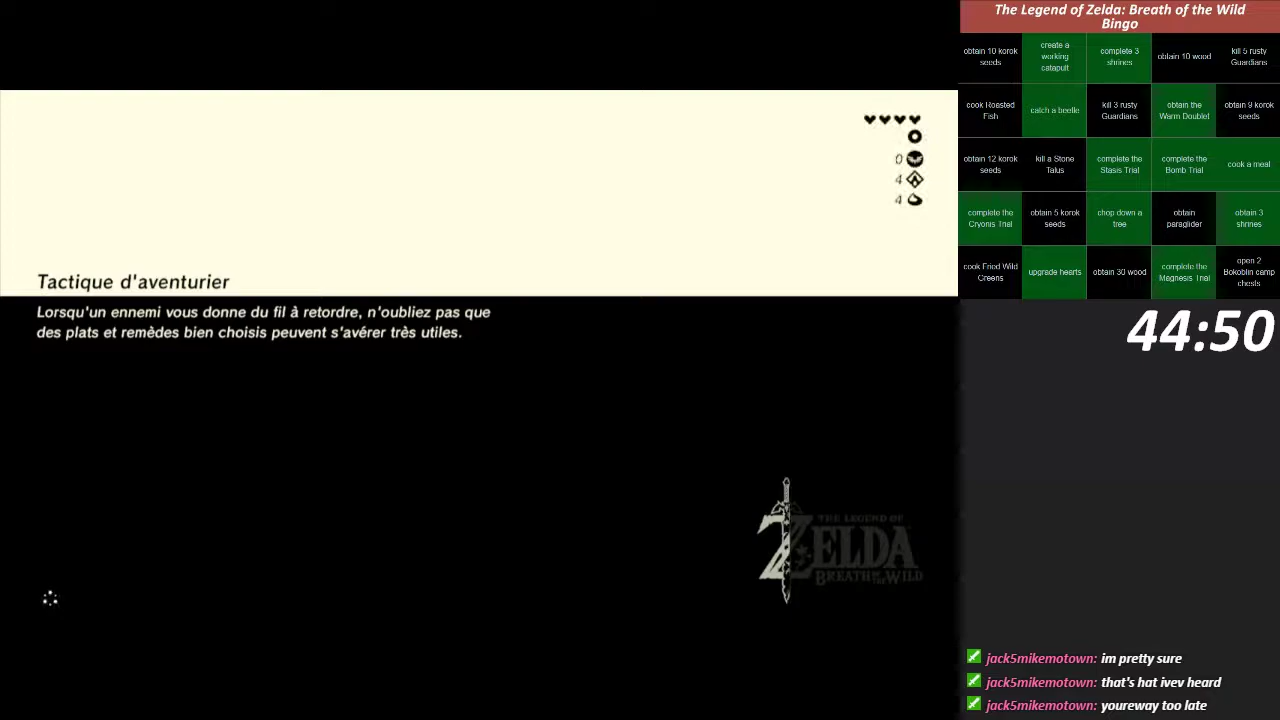 The Legend of Zelda: Breath of the Wild
Bingo
obtain 10 korok
seeds
create a
working
catapult
complete 3
shrines
obtain 10 wood
kill 5 rusty
Guardians
cook Roasted
Fish
catch a beetle
kill 3 rusty
Guardians
obtain the
Warm Doublet
obtain 9 korok
seeds
obtain 12 korok
seeds
kill a Stone
Talus
complete the
Stasis Trial
complete the
Bomb Trial
cook a meal
complete the
Cryonis Trial
obtain 5 korok
seeds
chop down a
tree
obtain
paraglider
obtain 3
shrines
cook Fried Wild
Greens
upgrade hearts
obtain 30 wood
complete the
Magnesis Trial
open 2
Bokoblin camp
chests
44:50
0
4
4
Tactique d'aventurier
Lorsqu'un ennemi vous donne du fil à retordre, n'oubliez pas que
des plats et remèdes bien choisis peuvent s'avérer très utiles.
THE LEGEND OF
ZELDA
BREATH OF THE WILD
jack5mikemotown: im pretty sure
jack5mikemotown: that's hat ivev heard
jack5mikemotown: youreway too late